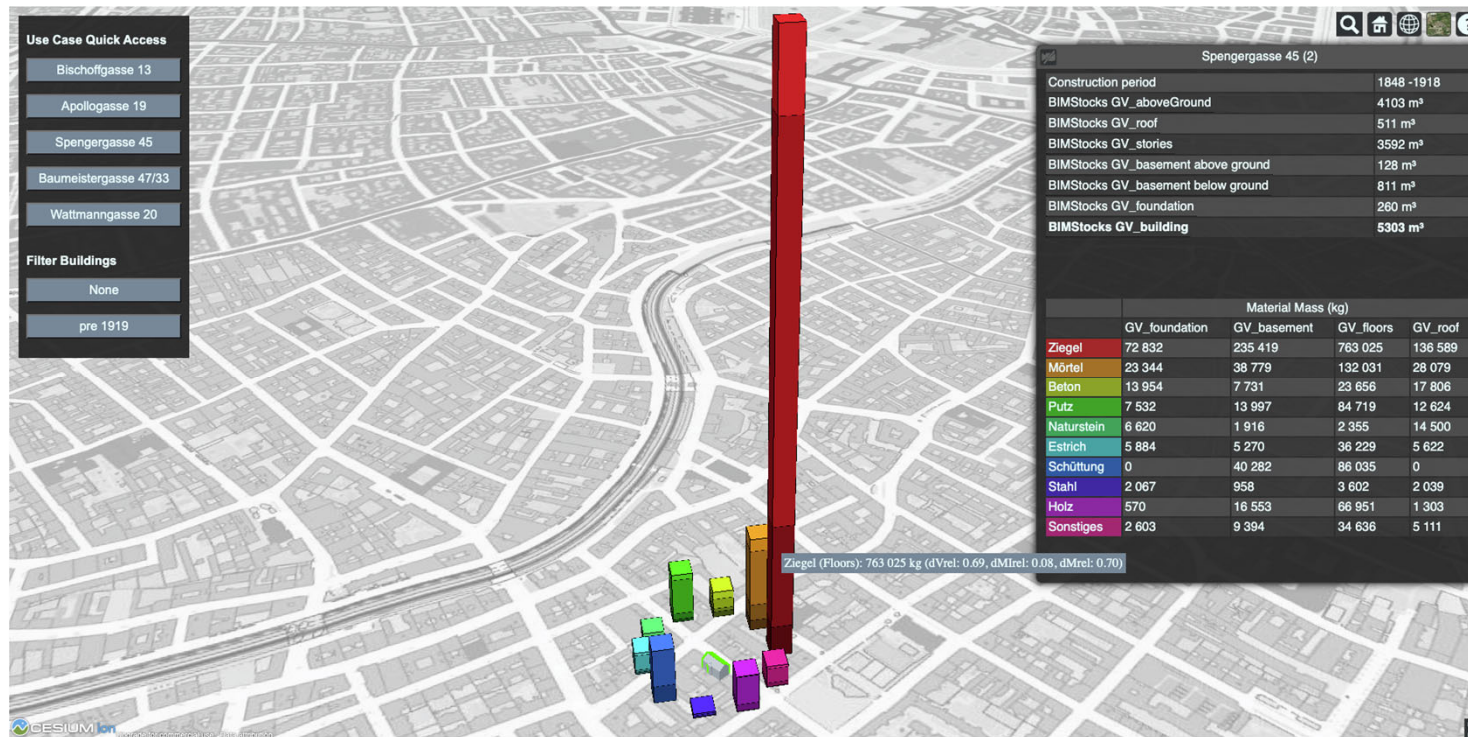 Use Case Quick Access
Bischoffgasse 13
Apollogasse 19
Spengergasse 45
Baumeistergasse 47/33
Wattmanngasse 20
Filter Buildings
None
pre 1919
Spengergasse 45 (2)
Construction period 1848 -1918
BIMStocks GV_aboveGround 4103 m³
BIMStocks GV_roof 511 m³
BIMStocks GV_stories 3592 m³
BIMStocks GV_basement above ground 128 m³
BIMStocks GV_basement below ground 811 m³
BIMStocks GV_foundation 260 m³
BIMStocks GV_building 5303 m³
Material Mass (kg)
GV_foundation GV_basement GV_floors GV_roof
Ziegel 72 832 235 419 763 025 136 589
Mörtel 23 344 38 779 132 031 28 079
Beton 13 954 7 731 23 656 17 806
Putz 7 532 13 997 84 719 12 624
Naturstein 6 620 1 916 2 355 14 500
Estrich 5 884 5 270 36 229 5 622
Schüttung 0 40 282 86 035 0
Stahl 2 067 958 3 602 2 039
Holz 570 16 553 66 951 1 303
Sonstiges 2 603 9 394 34 636 5 111
Ziegel (Floors): 763 025 kg (dVrel: 0.69, dMIrel: 0.08, dMrel: 0.70)
CESIUM ion